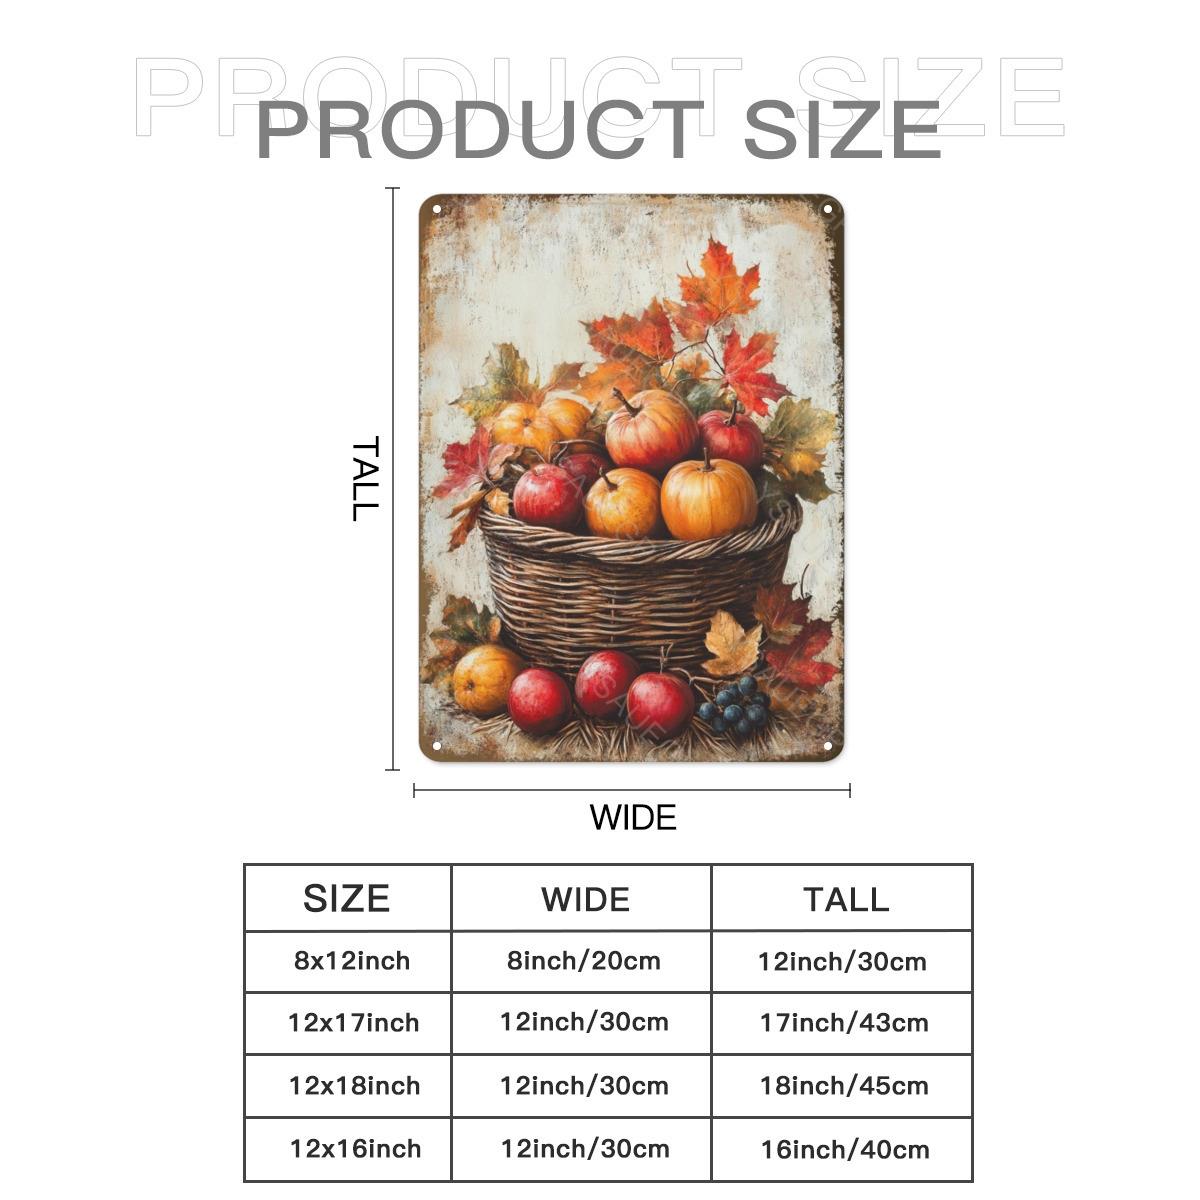 PRODUCT SIZE
PRODUCT SIZE
TALL
WIDE
SIZE WIDE TALL
8x12inch 8inch/20cm 12inch/30cm
12x17inch 12inch/30cm 17inch/43cm
12x18inch 12inch/30cm 18inch/45cm
12x16inch 12inch/30cm 16inch/40cm